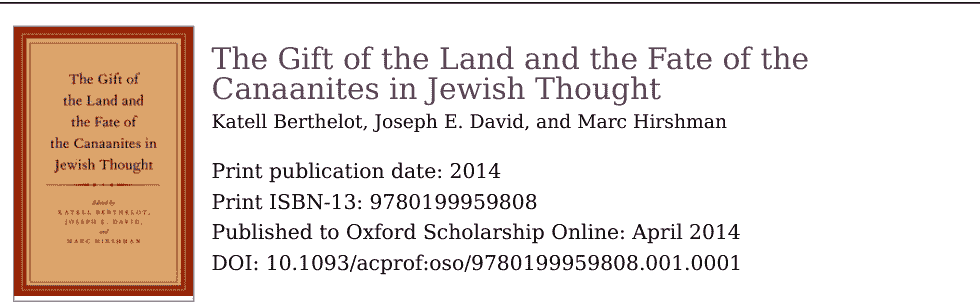 The Gift of
the Land and
the Fate of
the Canaanites in
Jewish Thought
Edited by
KATELL BERTHELOT,
JOSEPH E. DAVID,
and
MARC HIRSHMAN
The Gift of the Land and the Fate of the
Canaanites in Jewish Thought
Katell Berthelot, Joseph E. David, and Marc Hirshman
Print publication date: 2014
Print ISBN-13: 9780199959808
Published to Oxford Scholarship Online: April 2014
DOI: 10.1093/acprof:oso/9780199959808.001.0001